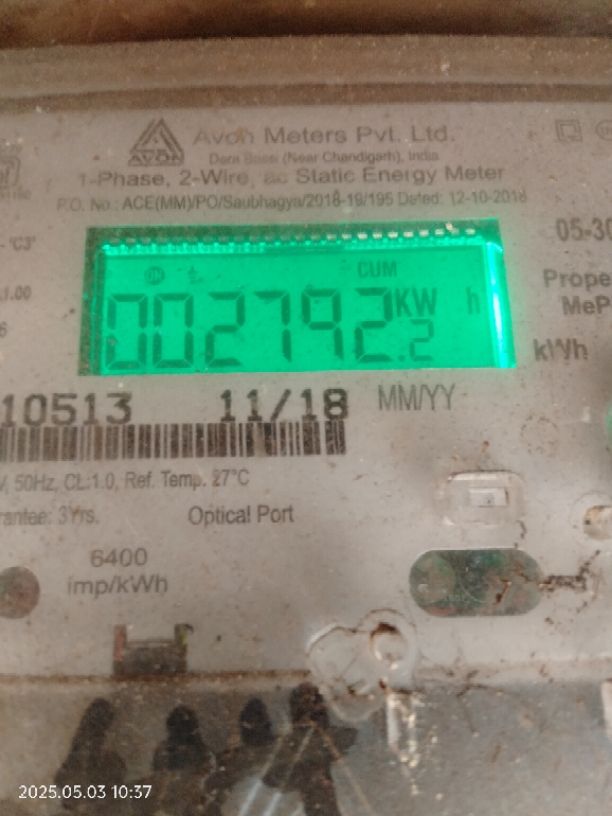 Avon Meters Pvt. Ltd.
AVON
Dera Bassi (Near Chandigarh), India
1-Phase, 2-Wire, ac Static Energy Meter
P.O. No.: ACE(MM)/PO/Saubhagya/2018-19/195 Dated: 12-10-2018
'C3'
05-30
CUM
1.00
002792.2 KW h
Prope
MeP
kWh
10513 11/18 MM/YY
V, 50Hz, CL:1.0, Ref. Temp. 27°C
rantee: 3Yrs. Optical Port
6400
imp/kWh
2025.05.03 10:37